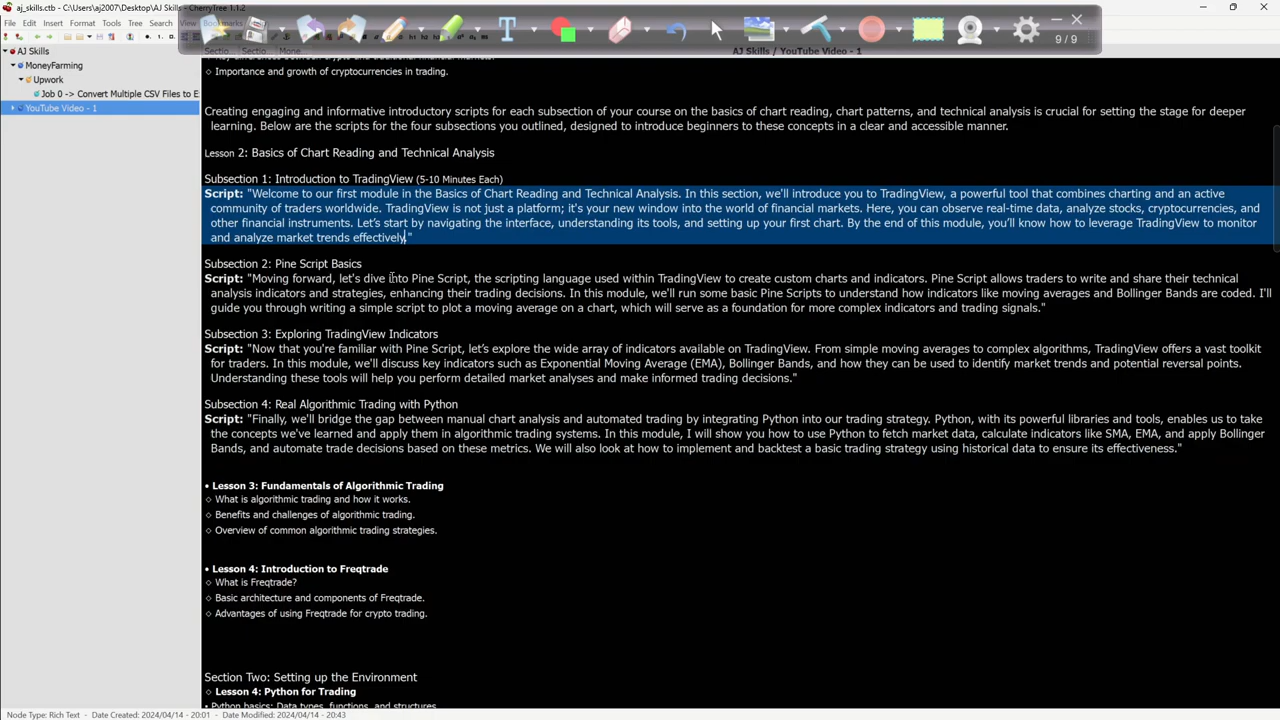 aj_skills.ctb - C:\Users\aj2007\Desktop\AJ Skills - CherryTree 1.1.2
File Edit Insert Format Tools Tree Search View Bookmarks
9/9
AJ Skills
MoneyFarming
Upwork
Job 0 -> Convert Multiple CSV Files to E
YouTube Video - 1
Sectio... Sectio... Mone...
AJ Skills / YouTube Video - 1
◇ Key differences between crypto and traditional financial markets.
◇ Importance and growth of cryptocurrencies in trading.
Creating engaging and informative introductory scripts for each subsection of your course on the basics of chart reading, chart patterns, and technical analysis is crucial for setting the stage for deeper
learning. Below are the scripts for the four subsections you outlined, designed to introduce beginners to these concepts in a clear and accessible manner.
Lesson 2: Basics of Chart Reading and Technical Analysis
Subsection 1: Introduction to TradingView (5-10 Minutes Each)
Script: "Welcome to our first module in the Basics of Chart Reading and Technical Analysis. In this section, we'll introduce you to TradingView, a powerful tool that combines charting and an active
community of traders worldwide. TradingView is not just a platform; it's your new window into the world of financial markets. Here, you can observe real-time data, analyze stocks, cryptocurrencies, and
other financial instruments. Let's start by navigating the interface, understanding its tools, and setting up your first chart. By the end of this module, you'll know how to leverage TradingView to monitor
and analyze market trends effectively."
Subsection 2: Pine Script Basics
Script: "Moving forward, let's dive into Pine Script, the scripting language used within TradingView to create custom charts and indicators. Pine Script allows traders to write and share their technical
analysis indicators and strategies, enhancing their trading decisions. In this module, we'll run some basic Pine Scripts to understand how indicators like moving averages and Bollinger Bands are coded. I'll
guide you through writing a simple script to plot a moving average on a chart, which will serve as a foundation for more complex indicators and trading signals."
Subsection 3: Exploring TradingView Indicators
Script: "Now that you're familiar with Pine Script, let's explore the wide array of indicators available on TradingView. From simple moving averages to complex algorithms, TradingView offers a vast toolkit
for traders. In this module, we'll discuss key indicators such as Exponential Moving Average (EMA), Bollinger Bands, and how they can be used to identify market trends and potential reversal points.
Understanding these tools will help you perform detailed market analyses and make informed trading decisions."
Subsection 4: Real Algorithmic Trading with Python
Script: "Finally, we'll bridge the gap between manual chart analysis and automated trading by integrating Python into our trading strategy. Python, with its powerful libraries and tools, enables us to take
the concepts we've learned and apply them in algorithmic trading systems. In this module, I will show you how to use Python to fetch market data, calculate indicators like SMA, EMA, and apply Bollinger
Bands, and automate trade decisions based on these metrics. We will also look at how to implement and backtest a basic trading strategy using historical data to ensure its effectiveness."
• Lesson 3: Fundamentals of Algorithmic Trading
◇ What is algorithmic trading and how it works.
◇ Benefits and challenges of algorithmic trading.
◇ Overview of common algorithmic trading strategies.
• Lesson 4: Introduction to Freqtrade
◇ What is Freqtrade?
◇ Basic architecture and components of Freqtrade.
◇ Advantages of using Freqtrade for crypto trading.
Section Two: Setting up the Environment
◇ Lesson 4: Python for Trading
• Python basics: Data types, functions, and structures.
Node Type: Rich Text - Date Created: 2024/04/14 - 20:01 - Date Modified: 2024/04/14 - 20:43